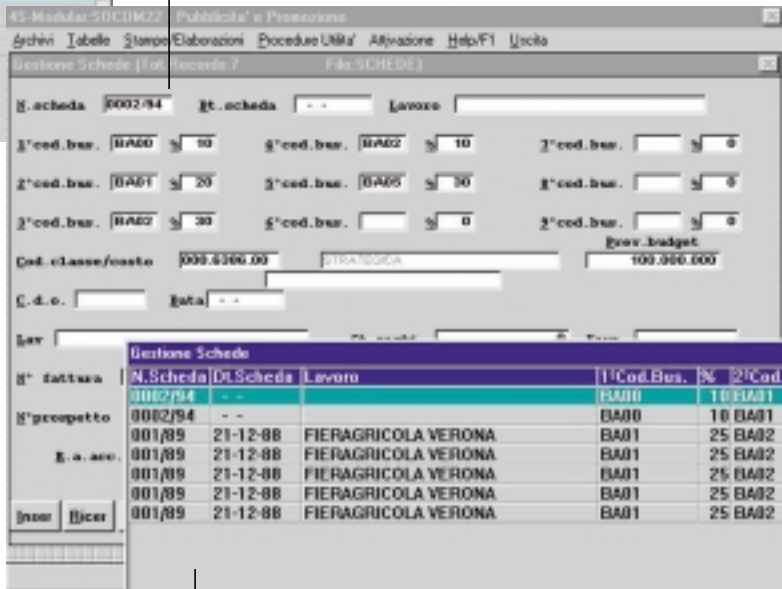 4S-Modular SOCOM22 - Pubblicita' e Promozione
Archivi Tabelle Stampe/Elaborazioni Procedure Utilita' Attivazione Help/F1 Uscita
Gestione Schede (Tot. Records: 7 File:SCHEDE)
N.scheda 0002/94 Dt.scheda - - Lavoro
1°cod.bus. BA00 % 10 4°cod.bus. BA02 % 10 7°cod.bus. % 0
2°cod.bus. BA01 % 20 5°cod.bus. BA05 % 30 8°cod.bus. % 0
3°cod.bus. BA02 % 30 6°cod.bus. % 0 9°cod.bus. % 0
Prev.budget
Cod.classe/costo 000.6306.00 STRATEGICA 100.000.000
C.d.o. Data - -
Lav
Gestione Schede
N° fattura N.Scheda Dt.Scheda Lavoro 1°Cod.Bus. % 2°Cod
0002/94 - - BA00 10 BA01
N°prospetto 0002/94 - - BA00 10 BA01
001/89 21-12-88 FIERAGRICOLA VERONA BA01 25 BA02
R.a.acc. 001/89 21-12-88 FIERAGRICOLA VERONA BA01 25 BA02
001/89 21-12-88 FIERAGRICOLA VERONA BA01 25 BA02
001/89 21-12-88 FIERAGRICOLA VERONA BA01 25 BA02
Inser Ricer 001/89 21-12-88 FIERAGRICOLA VERONA BA01 25 BA02